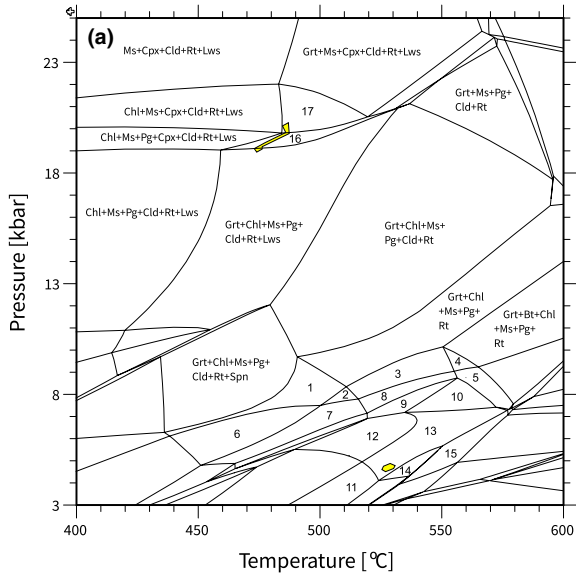 (a)
Ms+Cpx+Cld+Rt+Lws
Grt+Ms+Cpx+Cld+Rt+Lws
23
Grt+Ms+Pg+
Cld+Rt
Chl+Ms+Cpx+Cld+Rt+Lws
17
Chl+Ms+Pg+Cpx+Cld+Rt+Lws
16
18
Chl+Ms+Pg+Cld+Rt+Lws
Grt+Chl+Ms+Pg+
Cld+Rt+Lws
Grt+Chl+Ms+
Pg+Cld+Rt
Pressure [kbar]
13
Grt+Chl
+Ms+Pg+
Rt
Grt+Bt+Chl
+Ms+Pg+
Rt
Grt+Chl+Ms+Pg+
Cld+Rt+Spn
4
3
5
1
2
8
10
8
9
7
6
12
13
15
14
11
3
400
450
500
550
600
Temperature [°C]